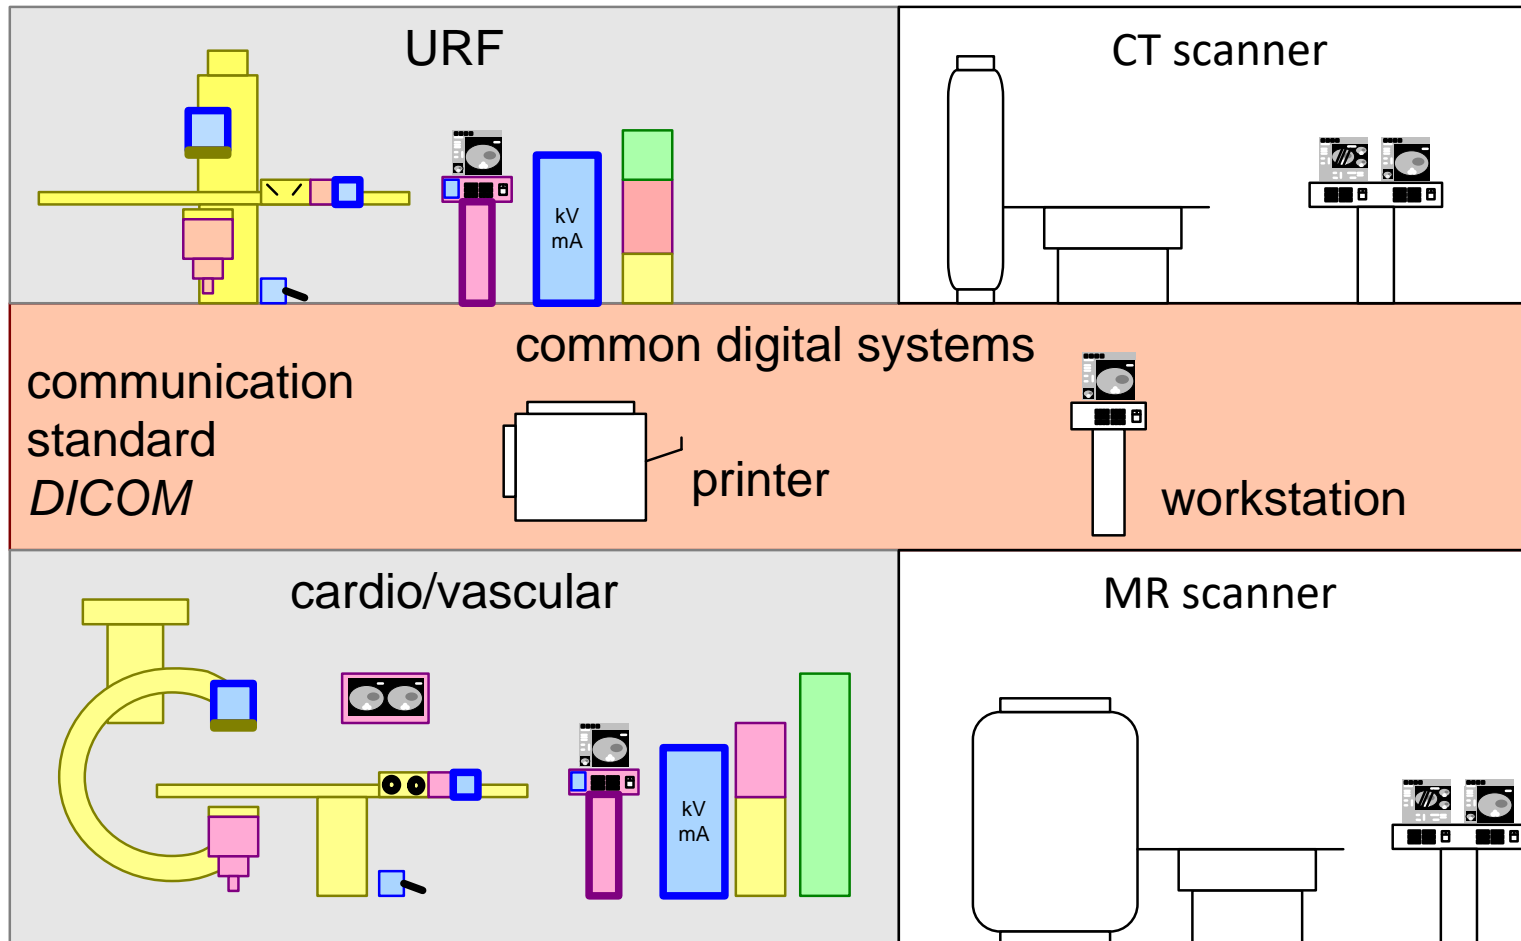 URF
CT scanner
kV
mA
common digital systems
communication
standard
DICOM
printer
workstation
cardio/vascular
MR scanner
kV
mA